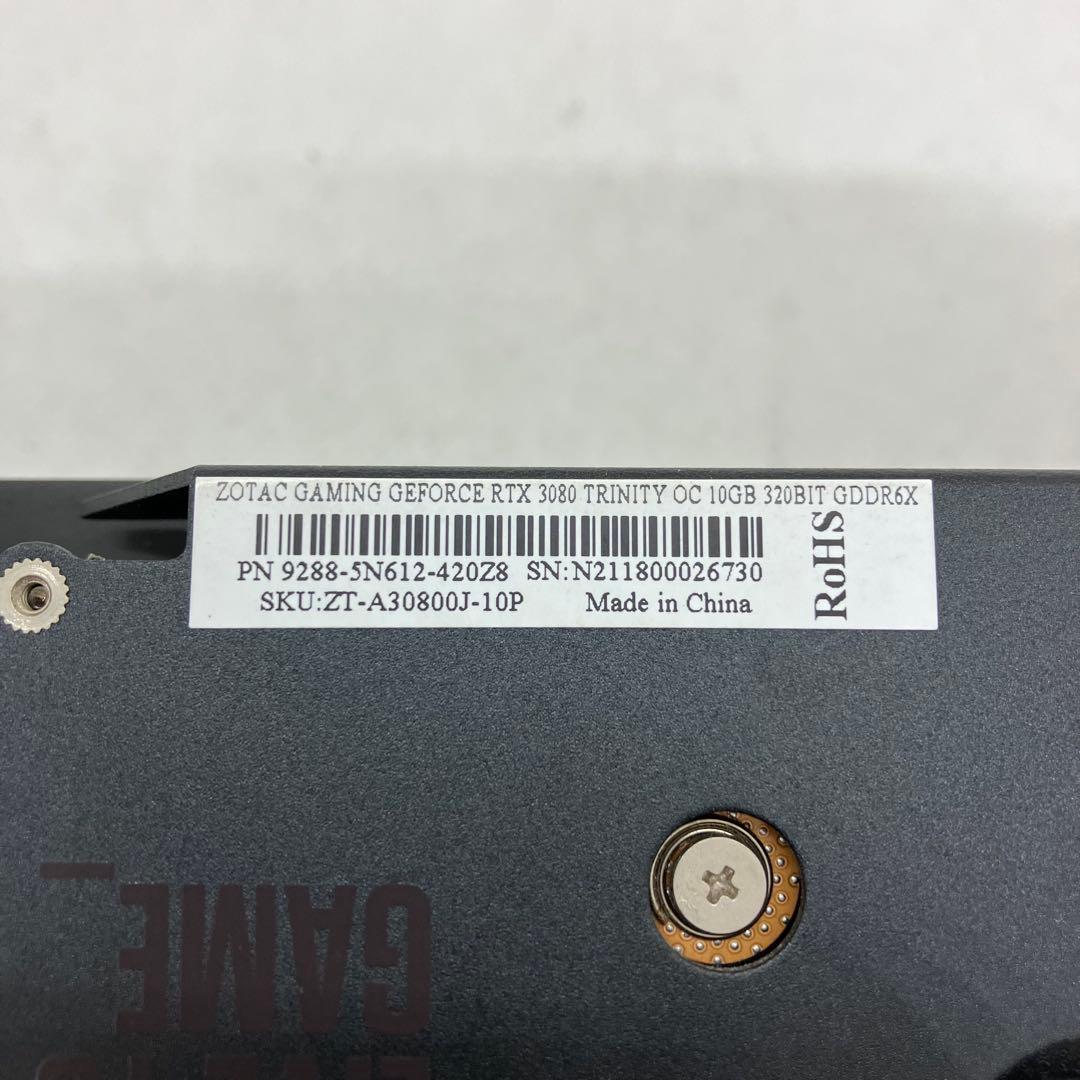 ZOTAC GAMING GEFORCE RTX 3080 TRINITY OC 10GB 320BIT GDDR6X
PN 9288-5N612-420Z8 SN:N211800026730
SKU:ZT-A30800J-10P Made in China
RoHS
GAME_